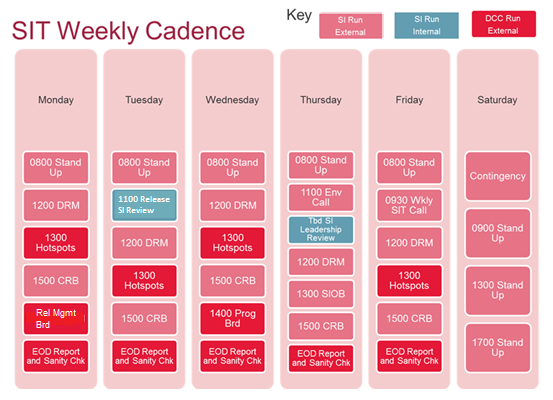 SIT Weekly Cadence
Key
SI Run
External
SI Run
Internal
DCC Run
External
Monday
0800 Stand
Up
1200 DRM
1300
Hotspots
1500 CRB
Rel Mgmt
Brd
EOD Report
and Sanity Chk
Tuesday
0800 Stand
Up
1100 Release
SI Review
1200 DRM
1300
Hotspots
1500 CRB
EOD Report
and Sanity Chk
Wednesday
0800 Stand
Up
1200 DRM
1300
Hotspots
1500 CRB
1400 Prog
Brd
EOD Report
and Sanity Chk
Thursday
0800 Stand
Up
1100 Env
Call
Tbd SI
Leadership
Review
1200 DRM
1300 SIOB
1500 CRB
EOD Report
and Sanity Chk
Friday
0800 Stand
Up
0930 Wkly
SIT Call
1200 DRM
1300
Hotspots
1500 CRB
EOD Report
and Sanity Chk
Saturday
Contingency
0900 Stand
Up
1300 Stand
Up
1700 Stand
Up